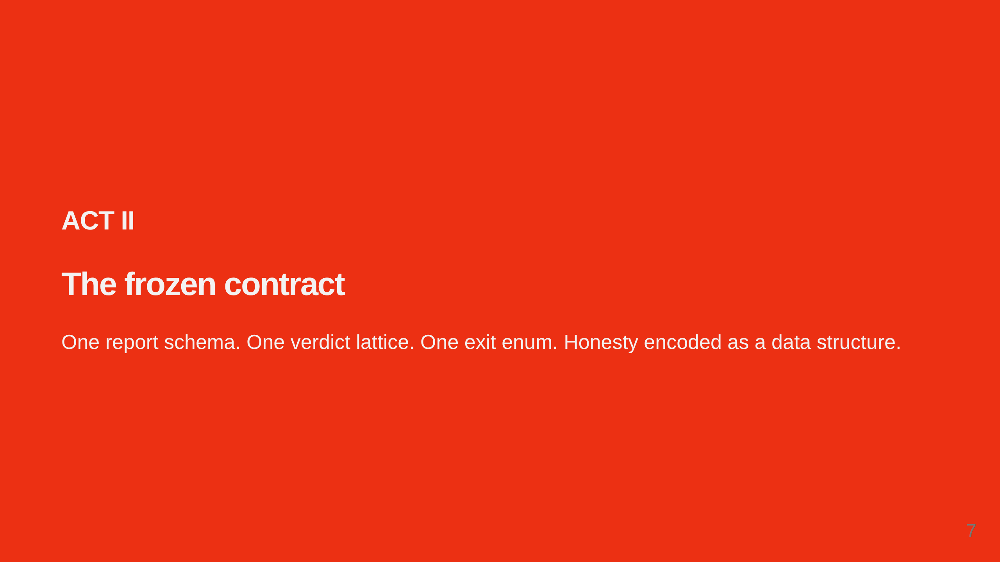 ACT II
The frozen contract
One report schema. One verdict lattice. One exit enum. Honesty encoded as a data structure.
7